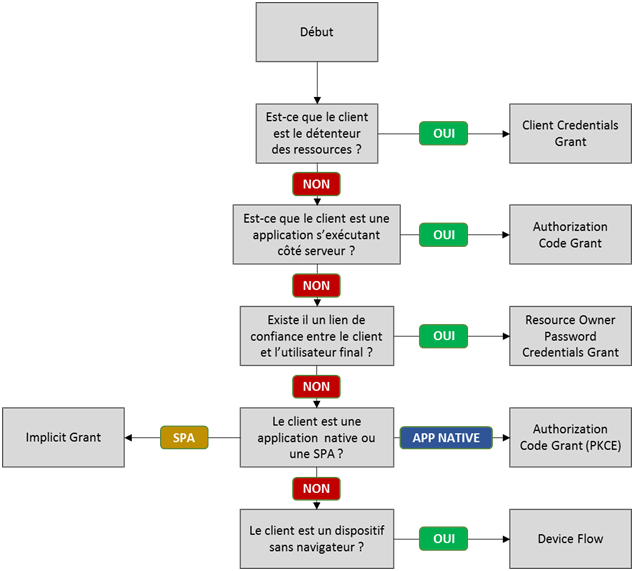 Début
Est-ce que le client
est le détenteur
des ressources ?
OUI
Client Credentials
Grant
NON
Est-ce que le client est une
application s’exécutant
côté serveur ?
OUI
Authorization
Code Grant
NON
Existe il un lien de
confiance entre le client
et l’utilisateur final ?
OUI
Resource Owner
Password
Credentials Grant
NON
Implicit Grant
SPA
Le client est une
application native ou
une SPA ?
APP NATIVE
Authorization
Code Grant (PKCE)
NON
Le client est un dispositif
sans navigateur ?
OUI
Device Flow